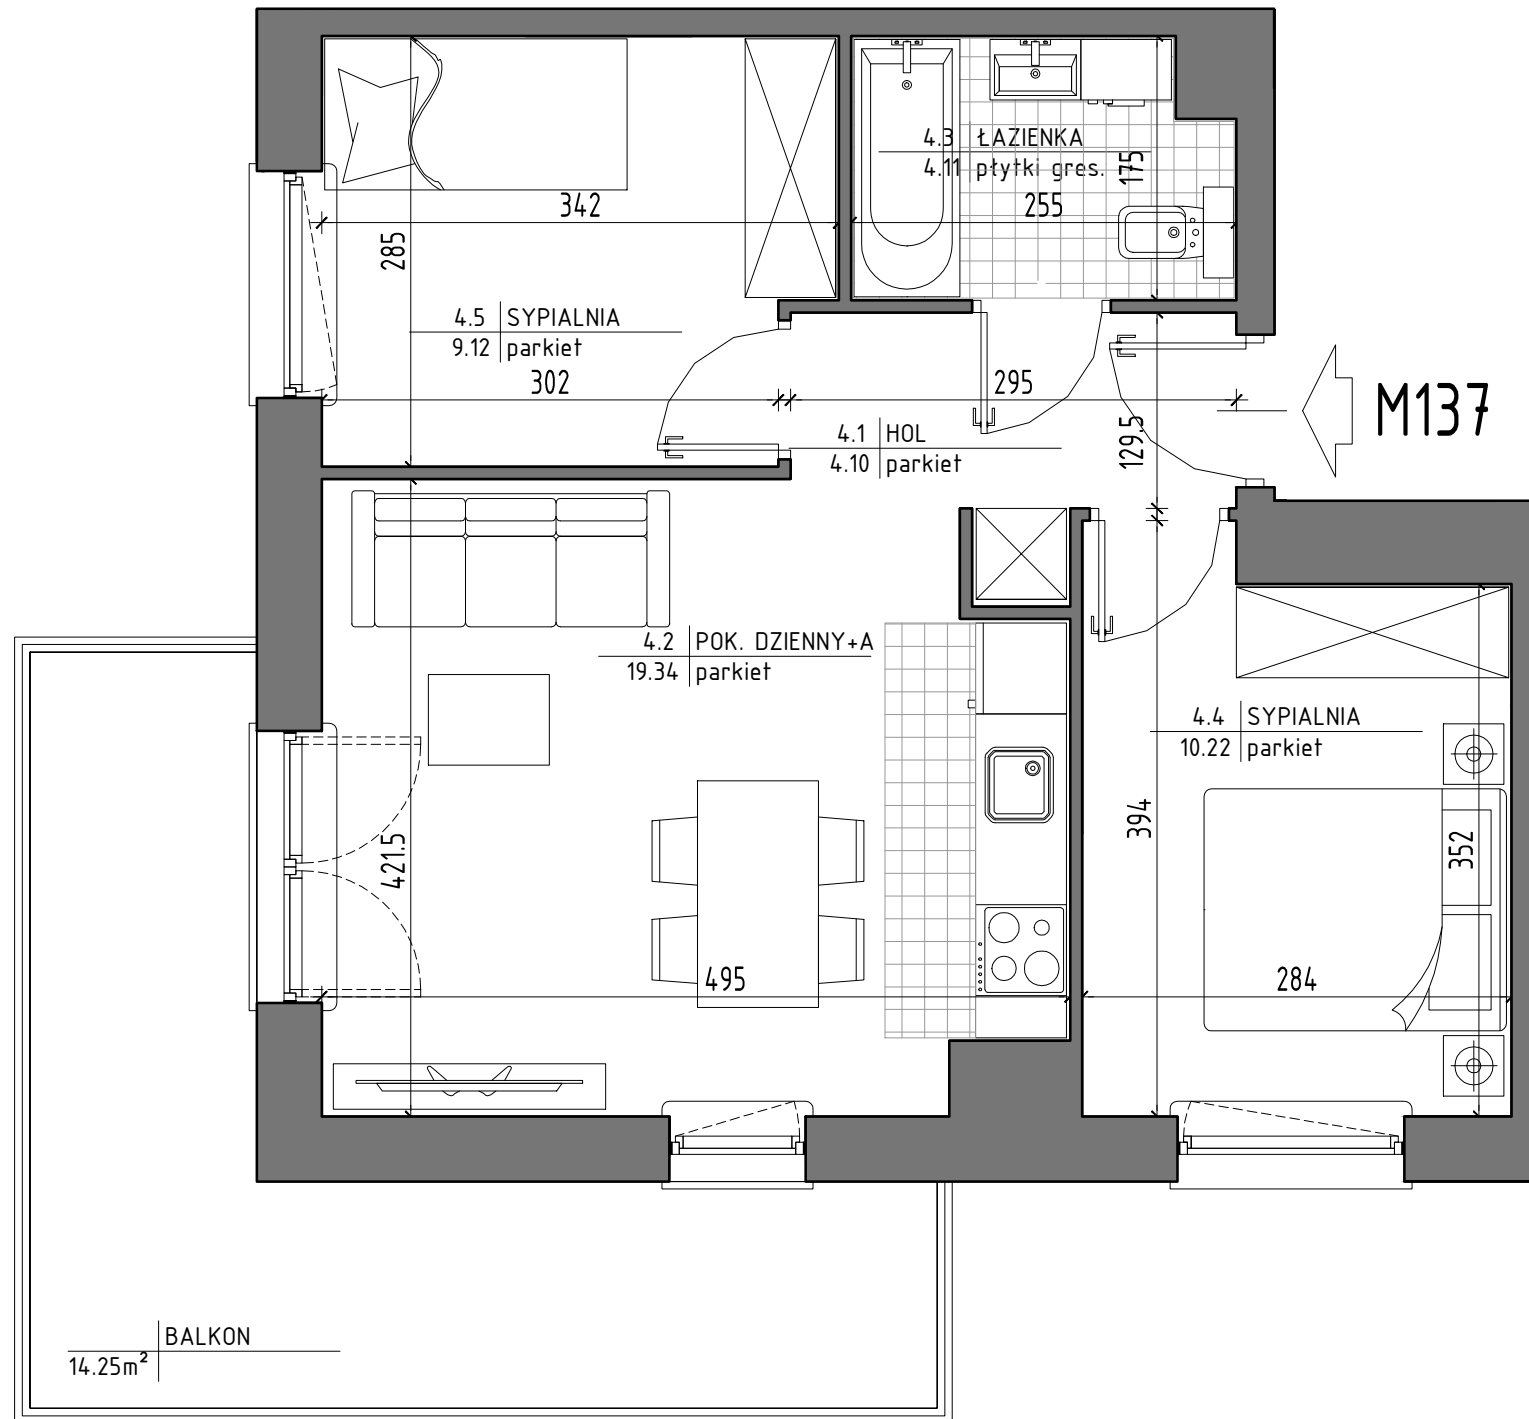 4.3 ŁAZIENKA
4.11 płytki gres.
175
342
255
285
4.5 SYPIALNIA
9.12 parkiet
302
295
M137
129.5
4.1 HOL
4.10 parkiet
4.2 POK. DZIENNY+A
19.34 parkiet
4.4 SYPIALNIA
10.22 parkiet
394
352
421.5
495
284
BALKON
14.25m²